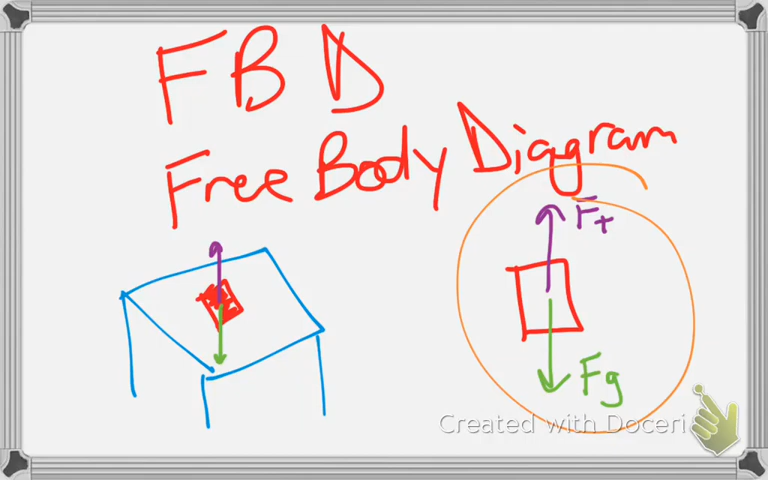 FBD
Free Body Diagram
Ft
Fg
Created with Doceri